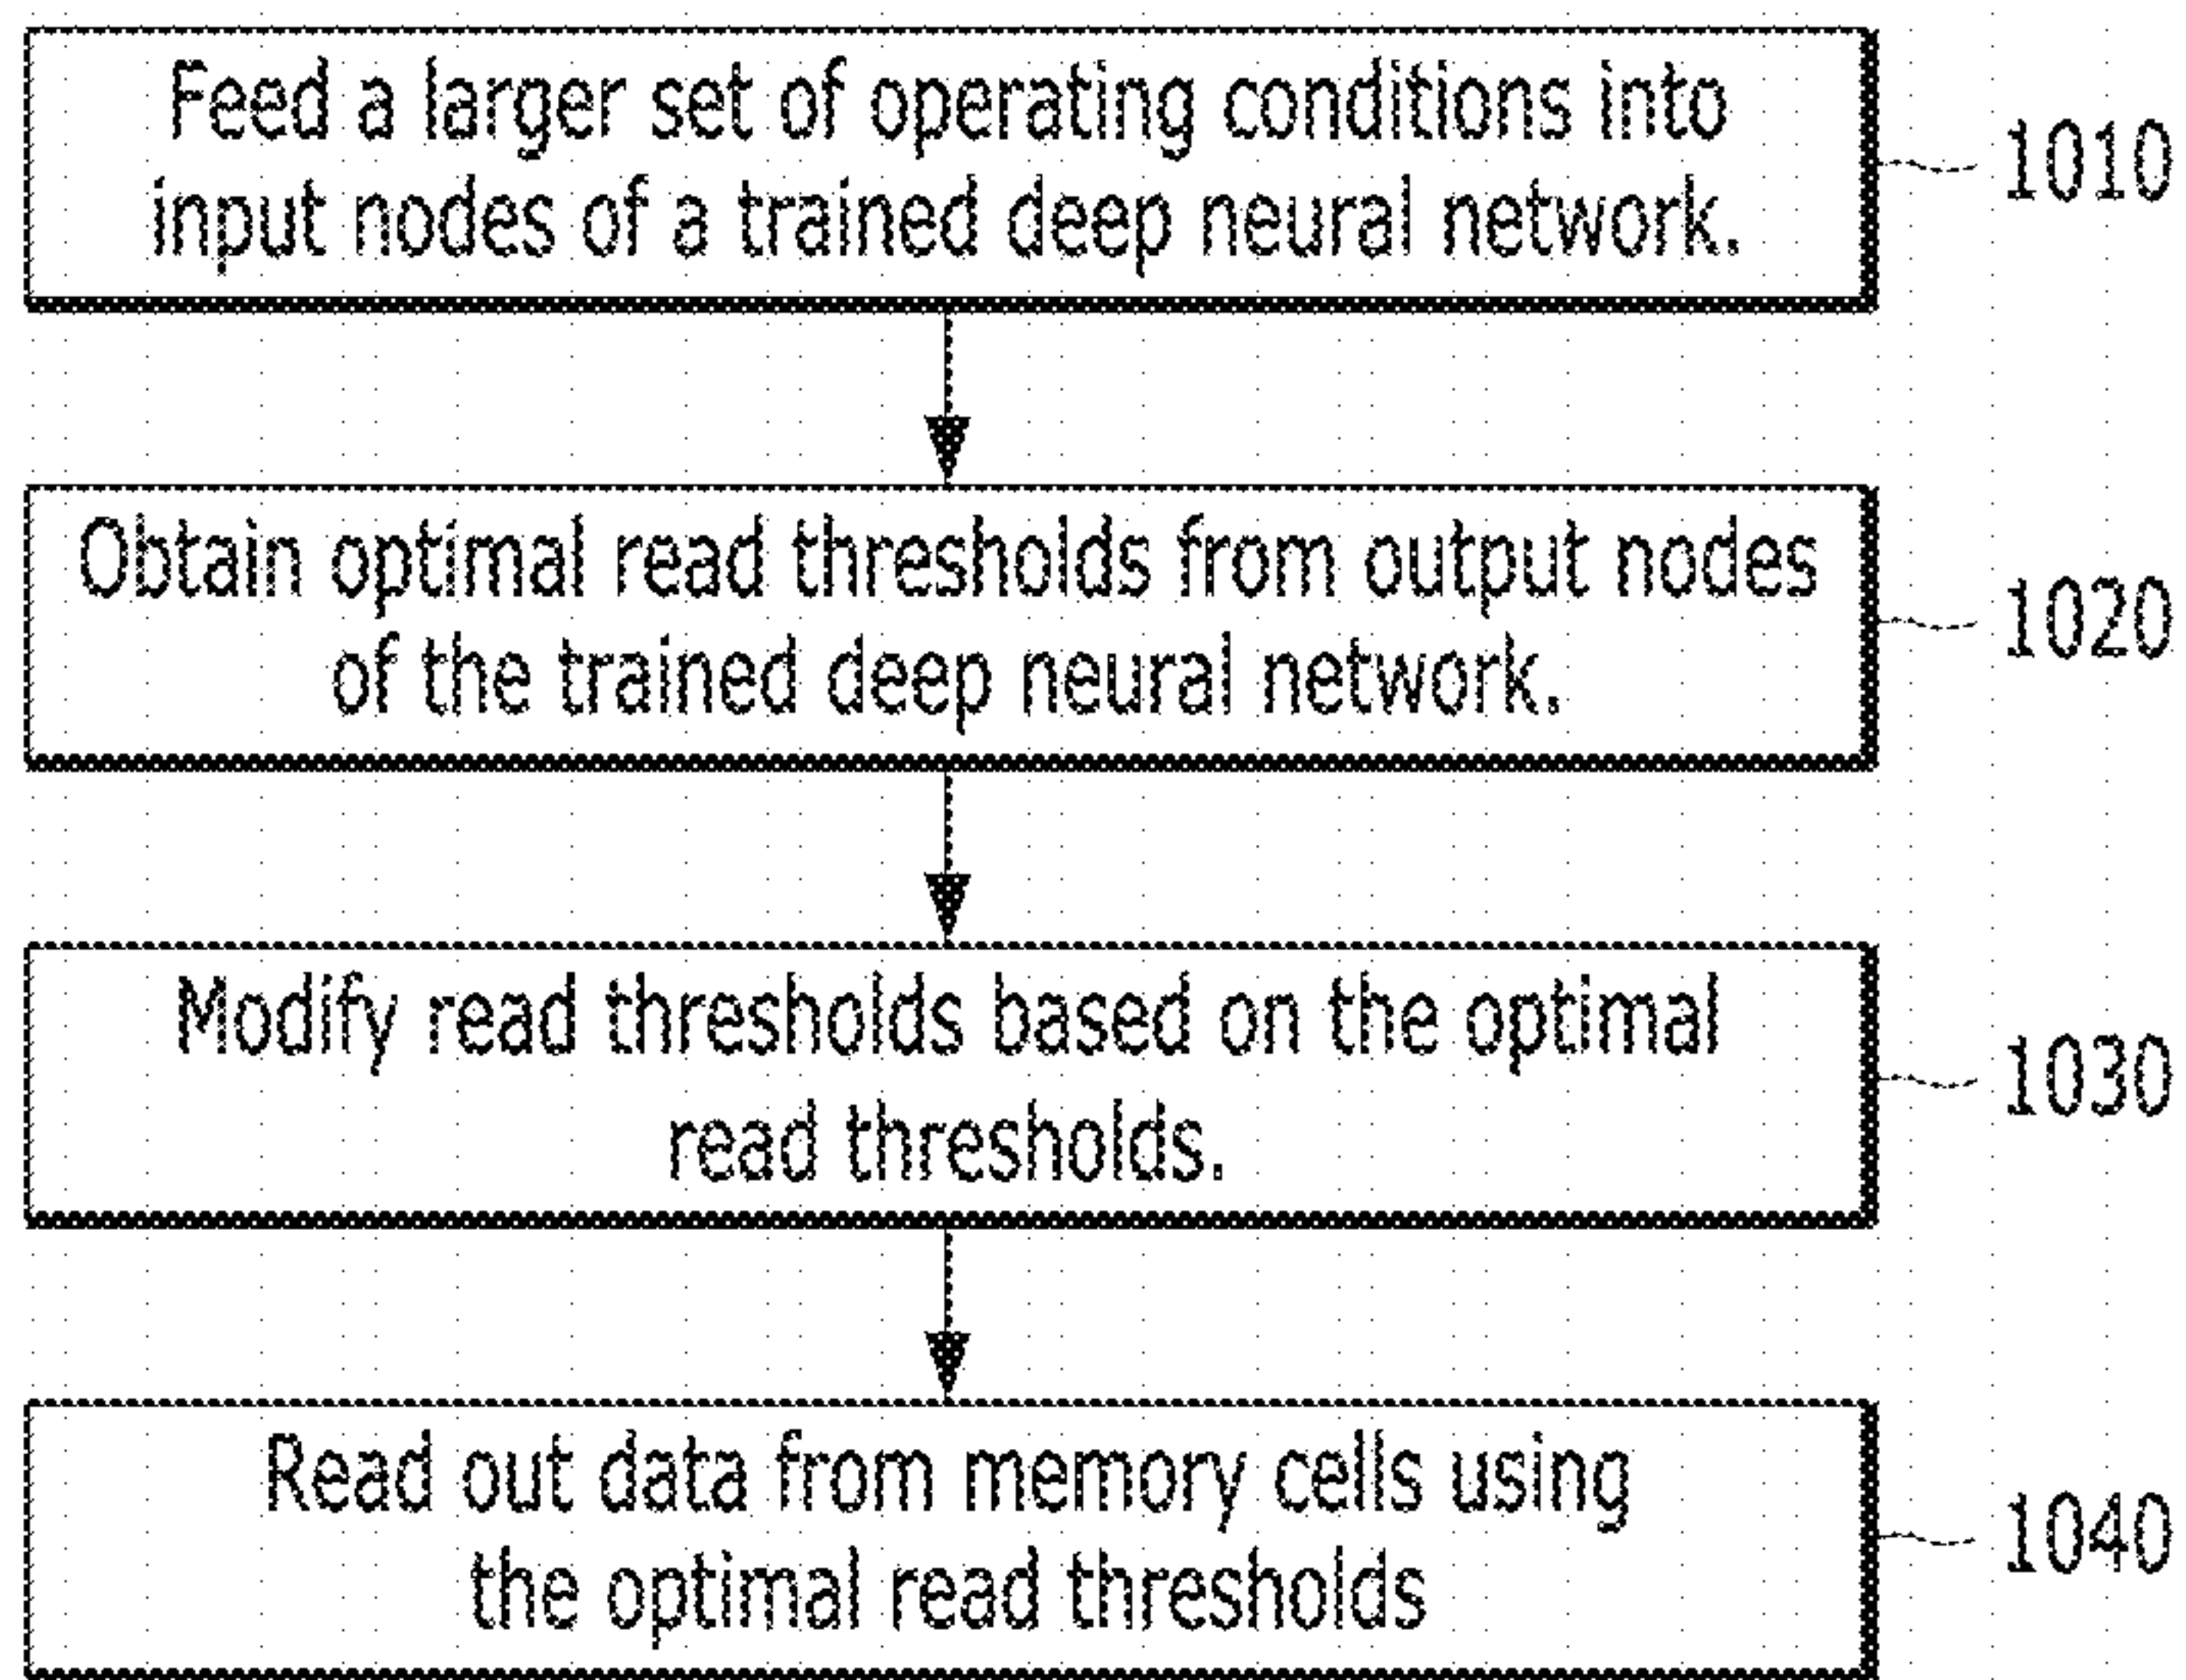 Feed a larger set of operating conditions into
input nodes of a trained deep neural network.
1010
Obtain optimal read thresholds from output nodes
of the trained deep neural network.
1020
Modify read thresholds based on the optimal
read thresholds.
1030
Read out data from memory cells using
the optimal read thresholds
1040